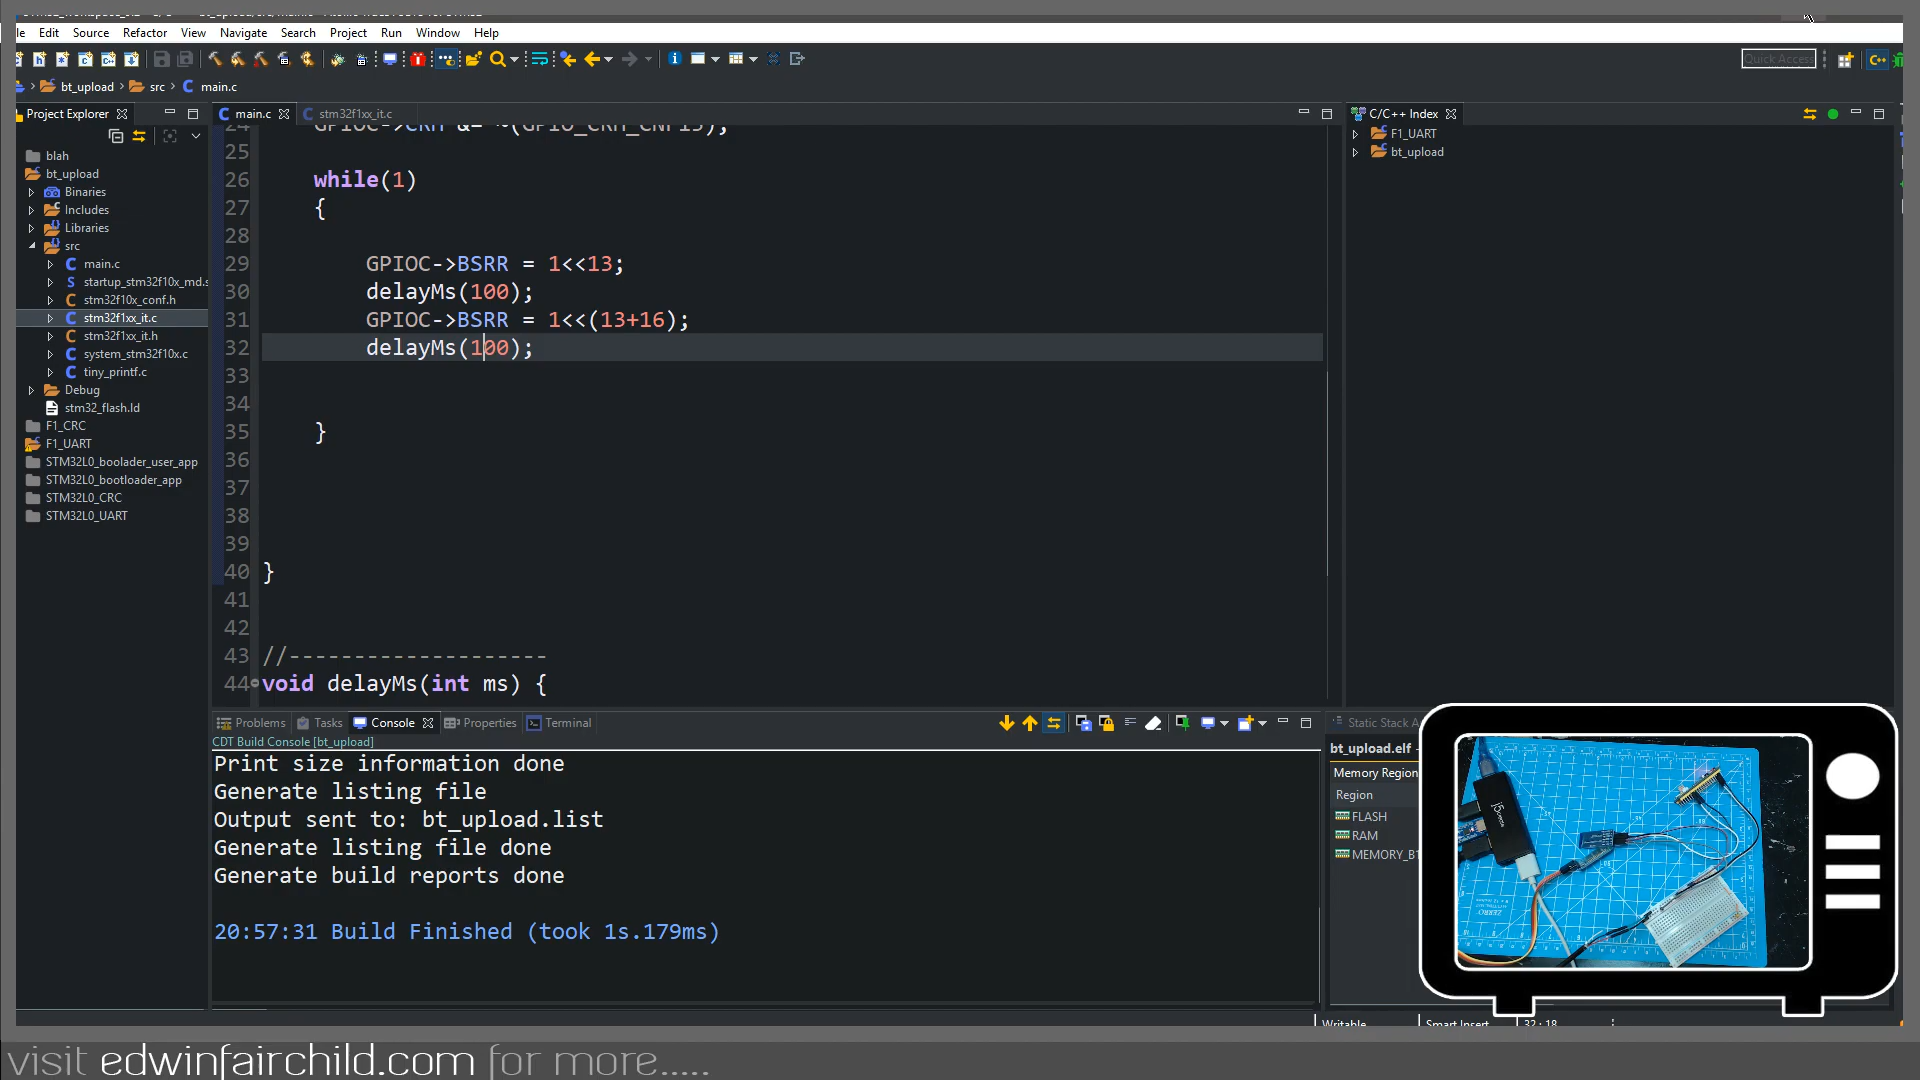 le Edit Source Refactor View Navigate Search Project Run Window Help
Quick Access
bt_upload src main.c
Project Explorer
main.c
stm32f1xx_it.c
C/C++ Index
blah
bt_upload
Binaries
Includes
Libraries
src
main.c
startup_stm32f10x_md.s
stm32f10x_conf.h
stm32f1xx_it.c
stm32f1xx_it.h
system_stm32f10x.c
tiny_printf.c
Debug
stm32_flash.ld
F1_CRC
F1_UART
STM32L0_boolader_user_app
STM32L0_bootloader_app
STM32L0_CRC
STM32L0_UART
24 GPIOC->CRH &= ~(GPIO_CRH_CNF13);
25
26 while(1)
27 {
28
29 GPIOC->BSRR = 1<<13;
30 delayMs(100);
31 GPIOC->BSRR = 1<<(13+16);
32 delayMs(100);
33
34
35 }
36
37
38
39
40 }
41
42
43 //--------------------
44 void delayMs(int ms) {
F1_UART
bt_upload
Problems Tasks Console Properties Terminal
CDT Build Console [bt_upload]
Print size information done
Generate listing file
Output sent to: bt_upload.list
Generate listing file done
Generate build reports done
20:57:31 Build Finished (took 1s.179ms)
Static Stack A
bt_upload.elf -
Memory Region
Region
FLASH
RAM
MEMORY_B1
Writable Smart Insert 32 : 18
visit edwinfairchild.com for more.....